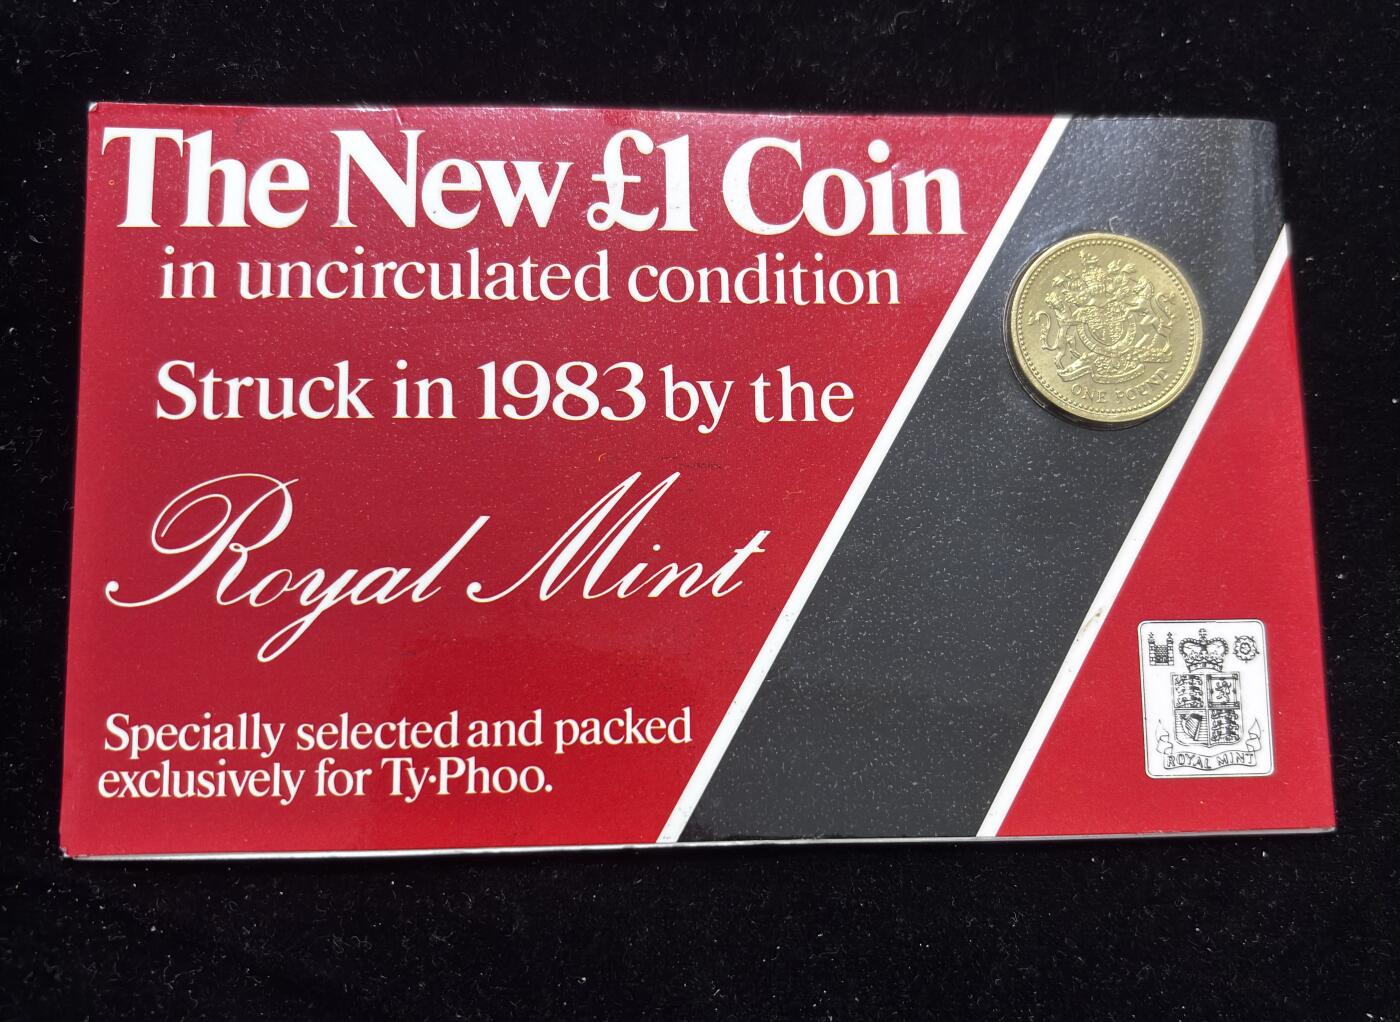 The New £1 Coin
in uncirculated condition
Struck in 1983 by the
Royal Mint
Specially selected and packed
exclusively for Ty·Phoo.
ONE POUND
ROYAL MINT